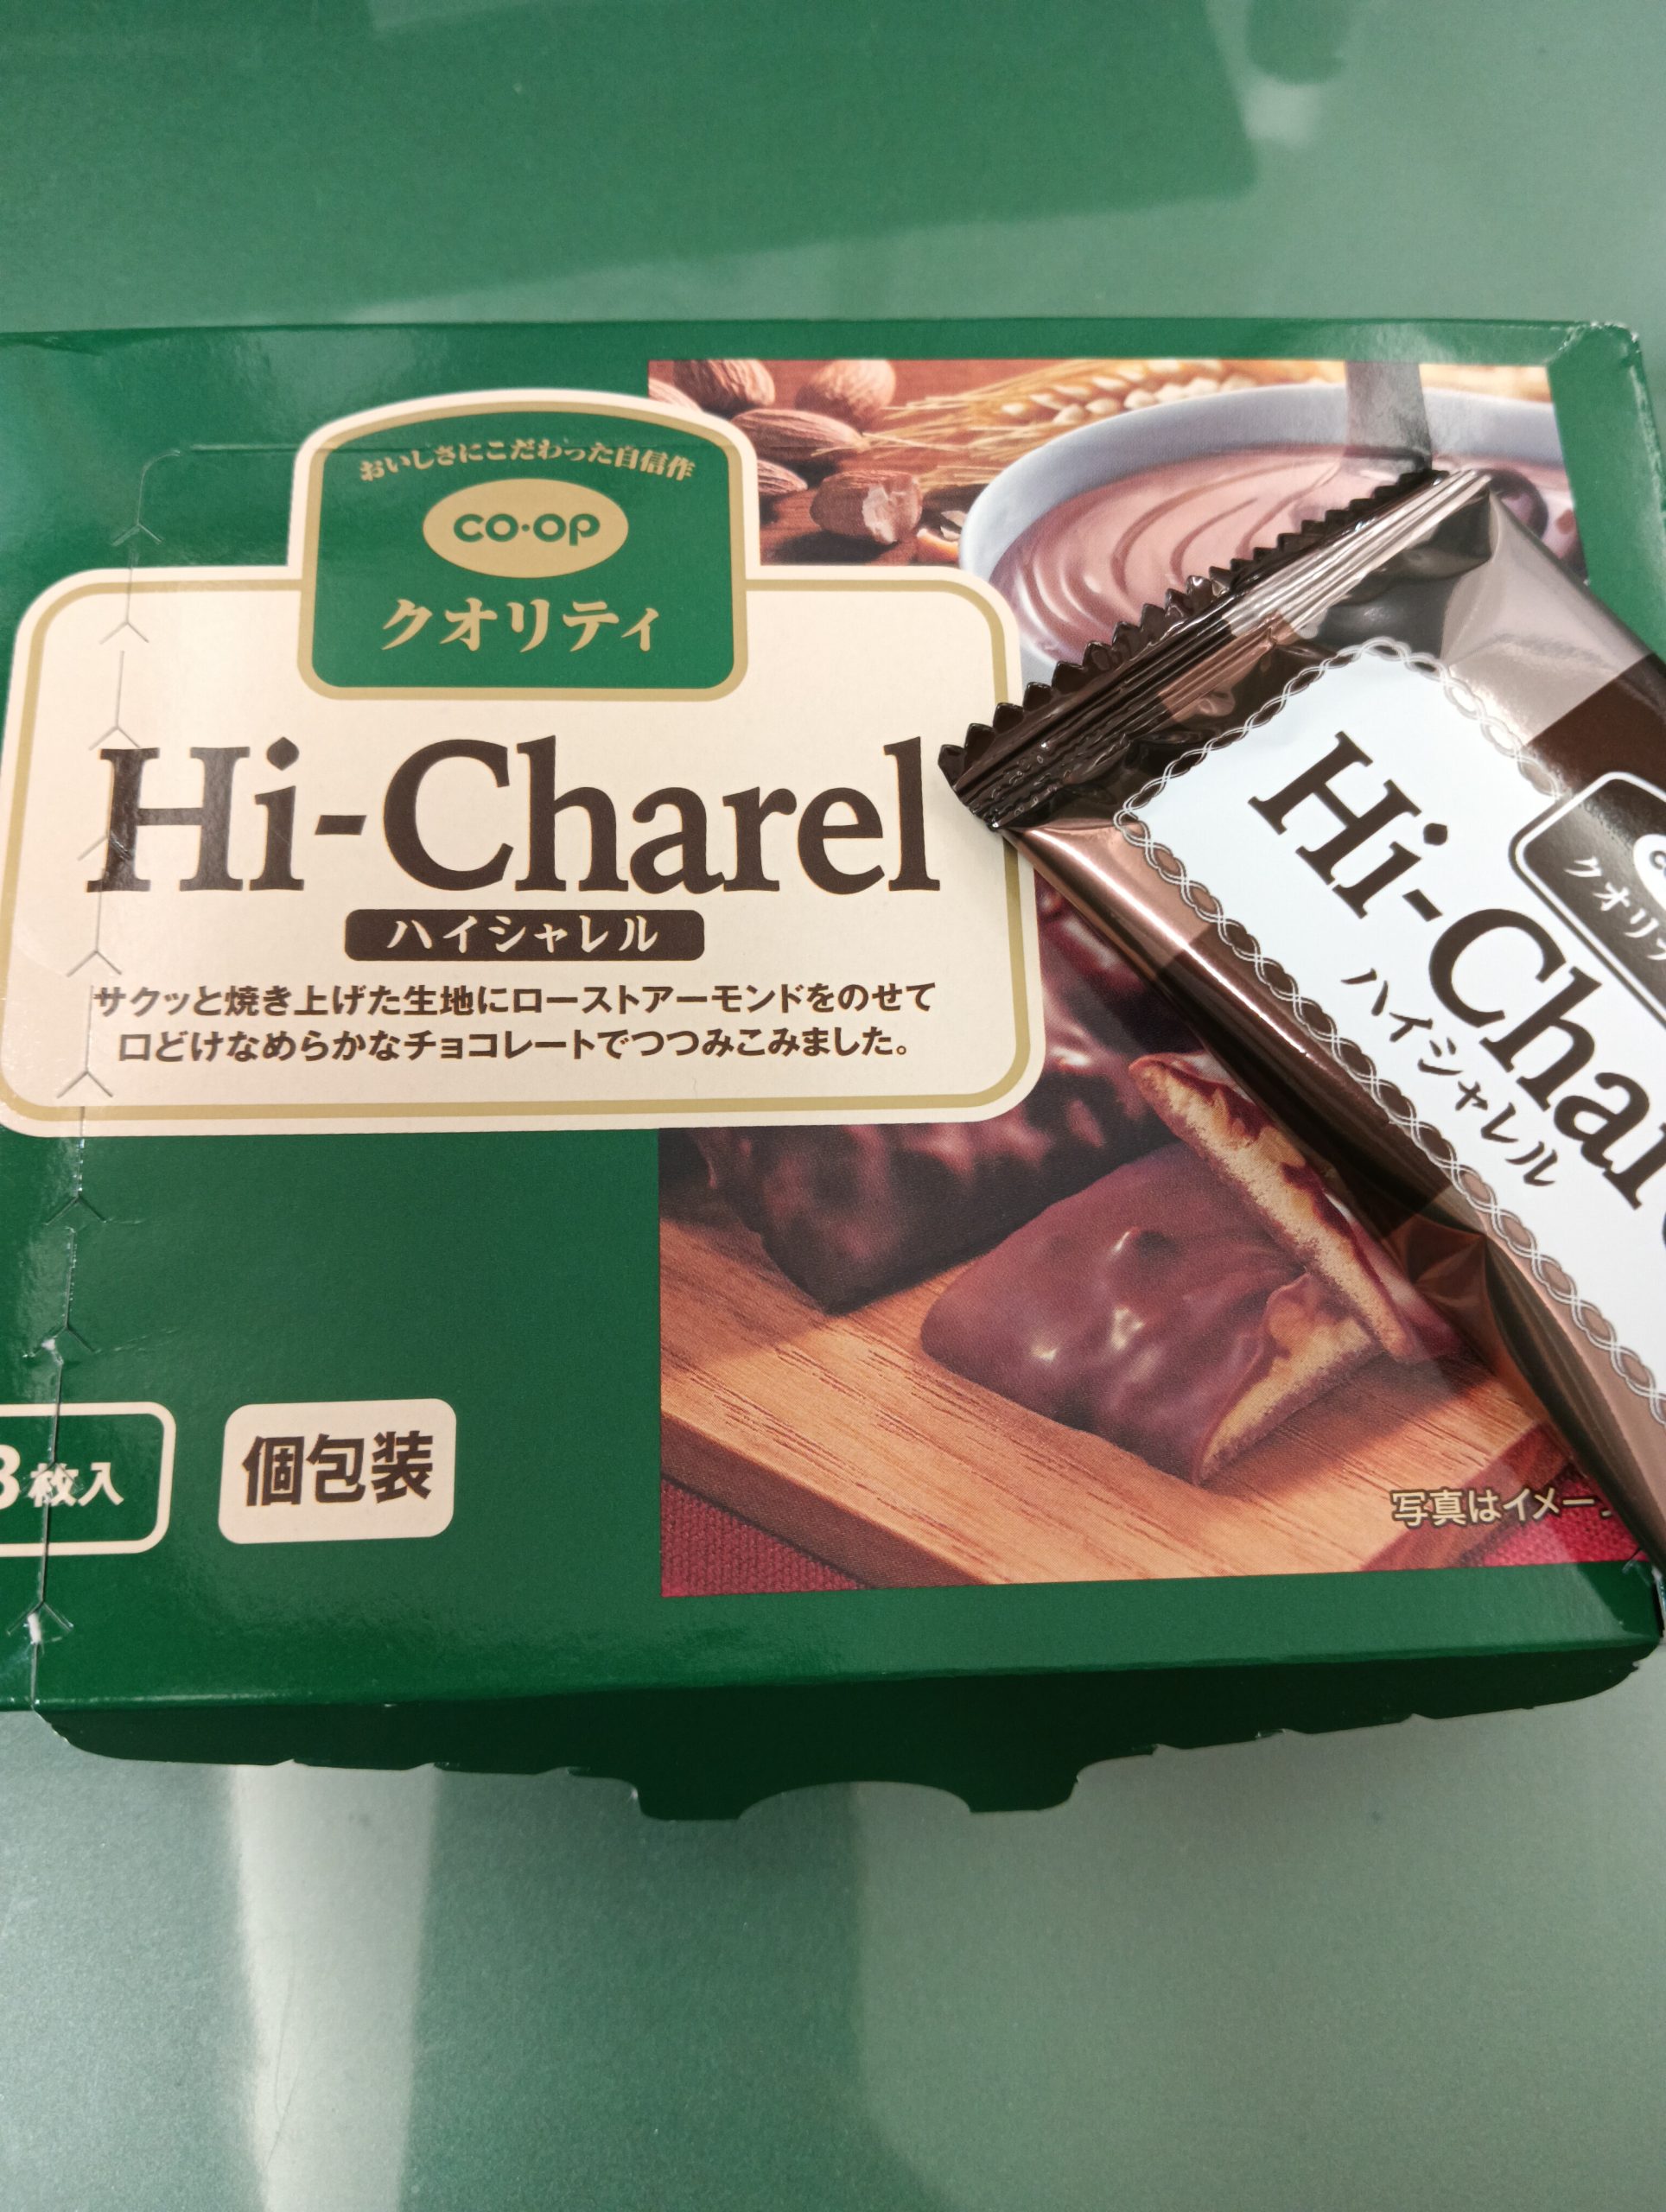 おいしさにこだわった自信作
CO·OP
クオリティ
Hi-Charel
ハイシャレル
サクッと焼き上げた生地にローストアーモンドをのせて
口どけなめらかなチョコレートでつつみこみました。
枚入
個包装
写真はイメー
クオリ
Hi-Char
ハイシャレル